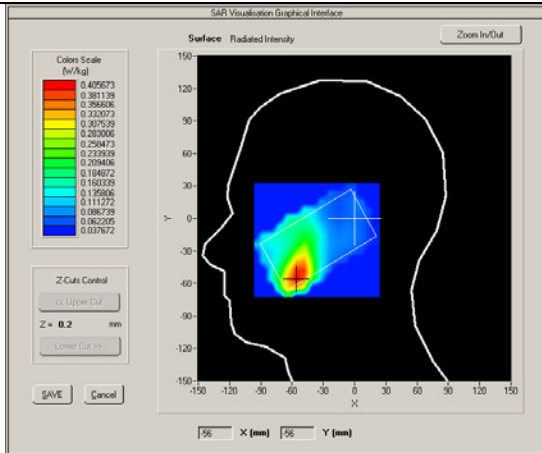 SAR Visualisation Graphical Interface
Surface Radiated Intensity
Zoom In/Out
Colors Scale
(W/kg)
0.405673
0.381139
0.356606
0.332073
0.307539
0.283006
0.258473
0.233939
0.209406
0.184872
0.160339
0.135806
0.111272
0.086739
0.062205
0.037672
Z-Cuts Control
<< Upper Cut
Z = 0.2 mm
Lower Cut >>
SAVE Cancel
150
120
90
60
30
0
-30
-60
-90
-120
-150
Y
-150 -120 -90 -60 -30 0 30 60 90 120 150
X
-56 X (mm) -56 Y (mm)